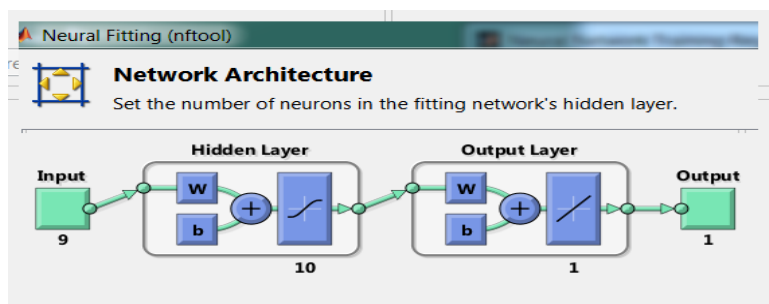 Neural Fitting (nftool)
re
Network Architecture
Set the number of neurons in the fitting network's hidden layer.
Hidden Layer
Output Layer
Input
Output
W
W
b
b
9
10
1
1